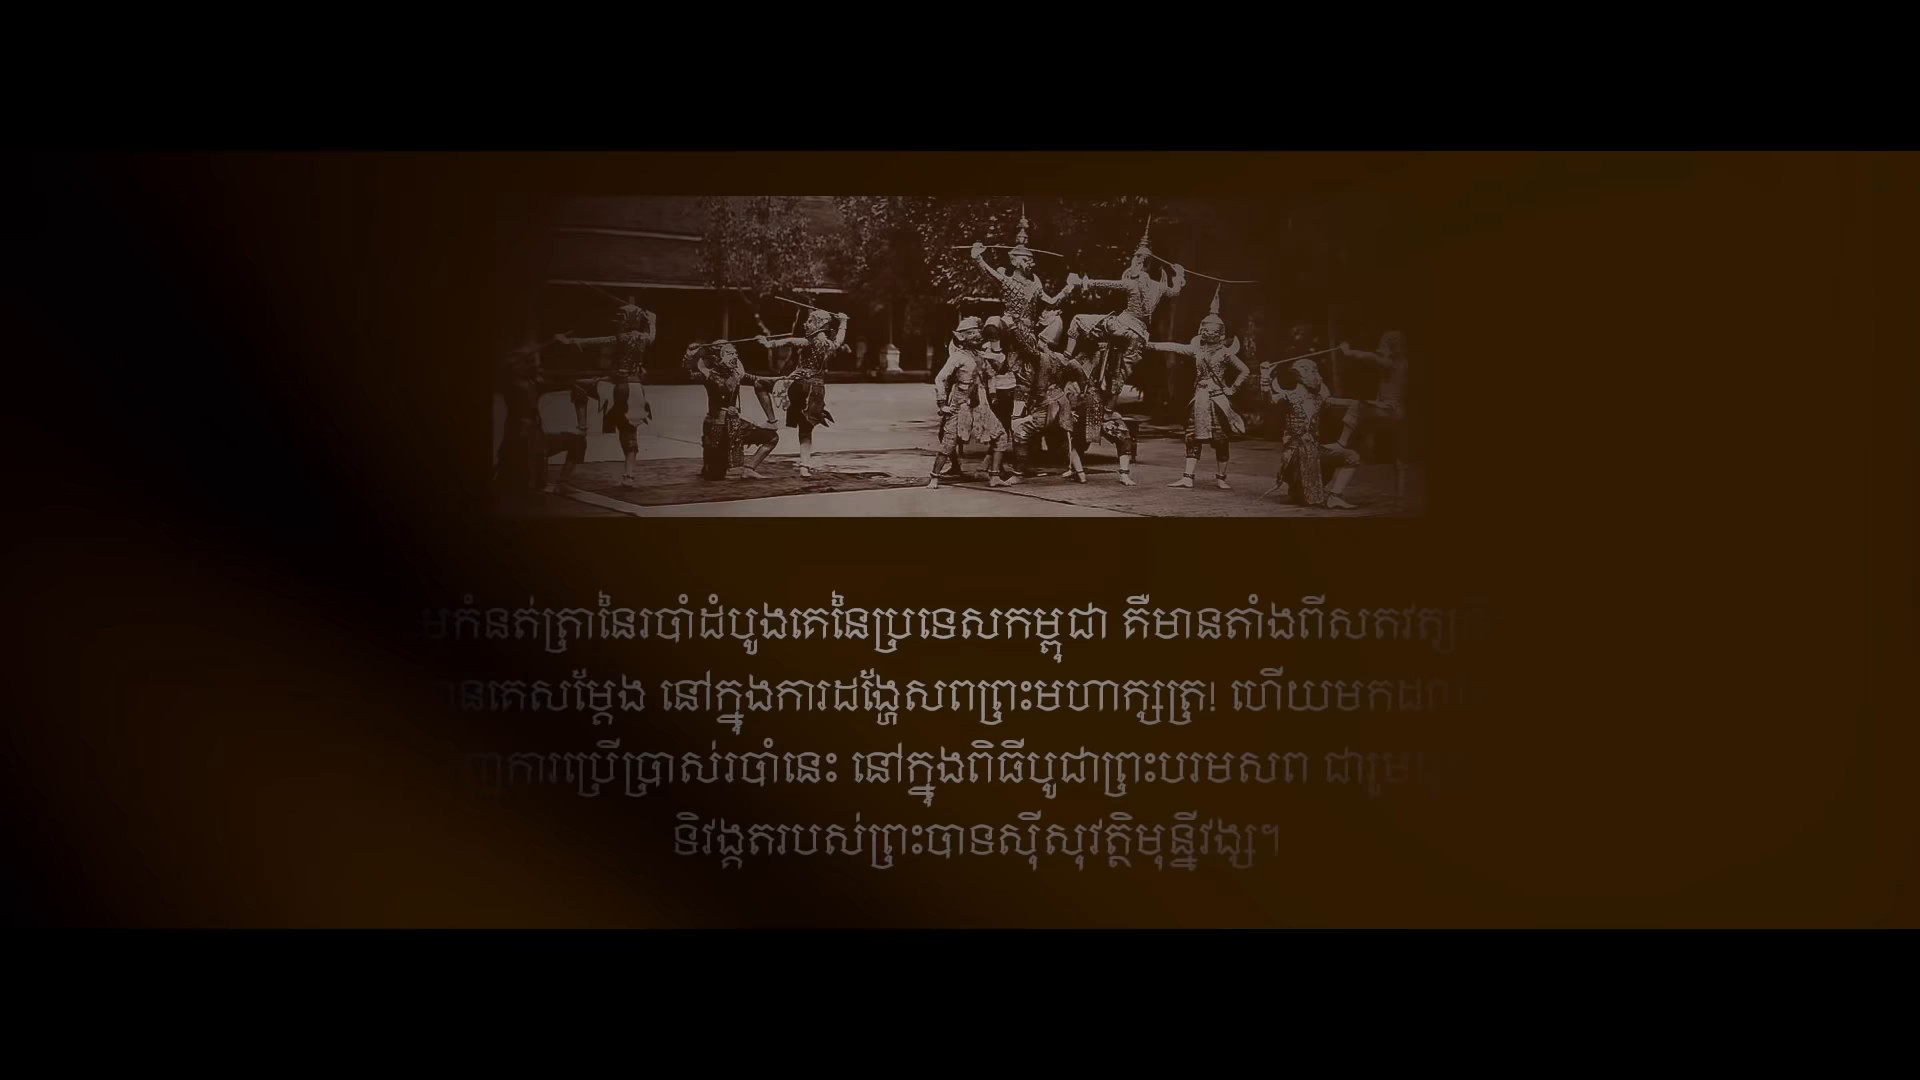 កំនត់ត្រានៃរបាំដំបូងគេនៃប្រទេសកម្ពុជា គឺមានតាំងពីសតវត្ស
គេសម្ដែង នៅក្នុងការដង្ហែសពព្រះមហាក្សត្រ! ហើយមក
ការប្រើប្រាស់របាំនេះ នៅក្នុងពិធីបូជាព្រះបរមសព
ទិវង្គតរបស់ព្រះបាទស៊ីសុវត្ថិមុន្នីវង្ស។